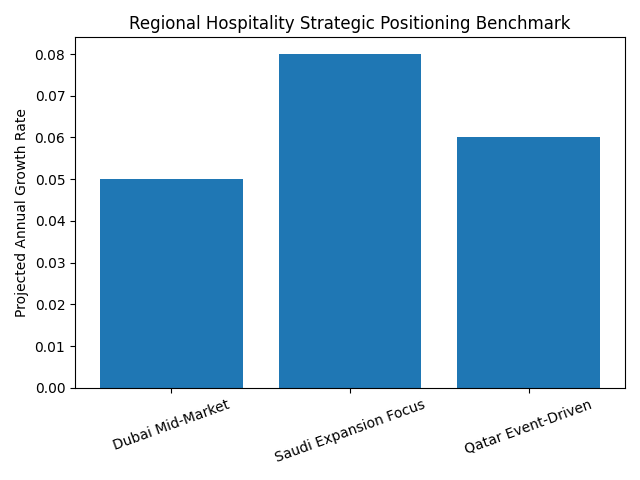 Regional Hospitality Strategic Positioning Benchmark
Projected Annual Growth Rate
0.08
0.07
0.06
0.05
0.04
0.03
0.02
0.01
0.00
Dubai Mid-Market
Saudi Expansion Focus
Qatar Event-Driven